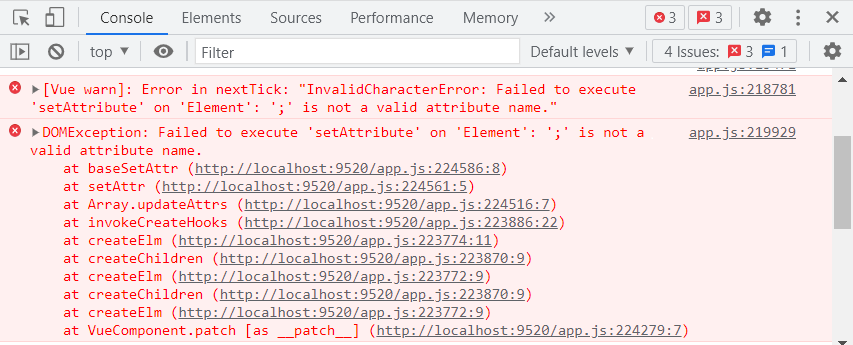 Console Elements Sources Performance Memory 3 3
top Filter Default levels 4 Issues: 3 1
[Vue warn]: Error in nextTick: "InvalidCharacterError: Failed to execute app.js:218781
'setAttribute' on 'Element': ';' is not a valid attribute name."
DOMException: Failed to execute 'setAttribute' on 'Element': ';' is not a app.js:219929
valid attribute name.
at baseSetAttr (http://localhost:9520/app.js:224586:8)
at setAttr (http://localhost:9520/app.js:224561:5)
at Array.updateAttrs (http://localhost:9520/app.js:224516:7)
at invokeCreateHooks (http://localhost:9520/app.js:223886:22)
at createElm (http://localhost:9520/app.js:223774:11)
at createChildren (http://localhost:9520/app.js:223870:9)
at createElm (http://localhost:9520/app.js:223772:9)
at createChildren (http://localhost:9520/app.js:223870:9)
at createElm (http://localhost:9520/app.js:223772:9)
at VueComponent.patch [as __patch__] (http://localhost:9520/app.js:224279:7)